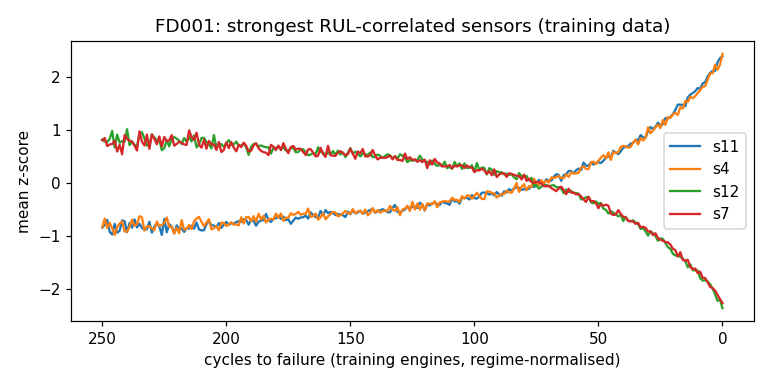 FD001: strongest RUL-correlated sensors (training data)
mean z-score
2
1
0
−1
−2
s11
s4
s12
s7
250
200
150
100
50
0
cycles to failure (training engines, regime-normalised)